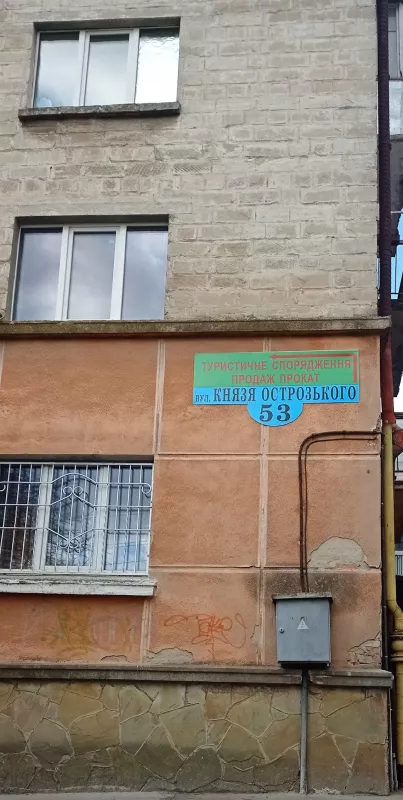 ТУРИСТИЧНЕ СПОРЯДЖЕННЯ
ПРОДАЖ ПРОКАТ
ВУЛ. КНЯЗЯ ОСТРОЗЬКОГО
53